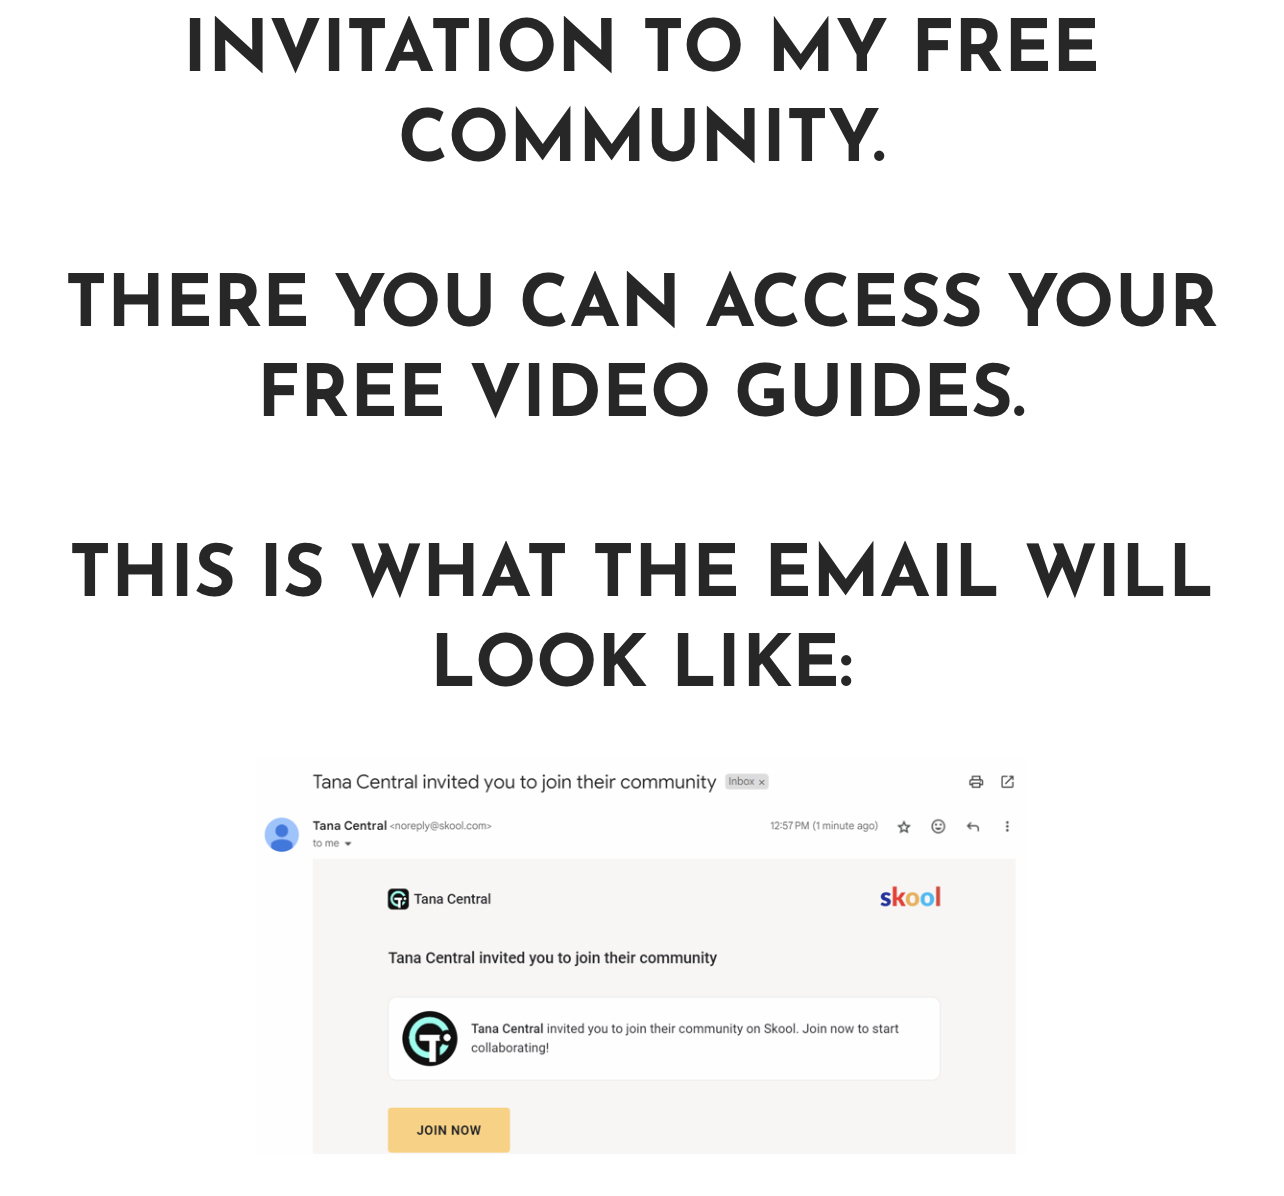 INVITATION TO MY FREE
COMMUNITY.
THERE YOU CAN ACCESS YOUR
FREE VIDEO GUIDES.
THIS IS WHAT THE EMAIL WILL
LOOK LIKE:
Tana Central invited you to join their community Inbox x
Tana Central <noreply@skool.com> 12:57 PM (1 minute ago)
to me
Tana Central skool
Tana Central invited you to join their community
Tana Central invited you to join their community on Skool. Join now to start
collaborating!
JOIN NOW